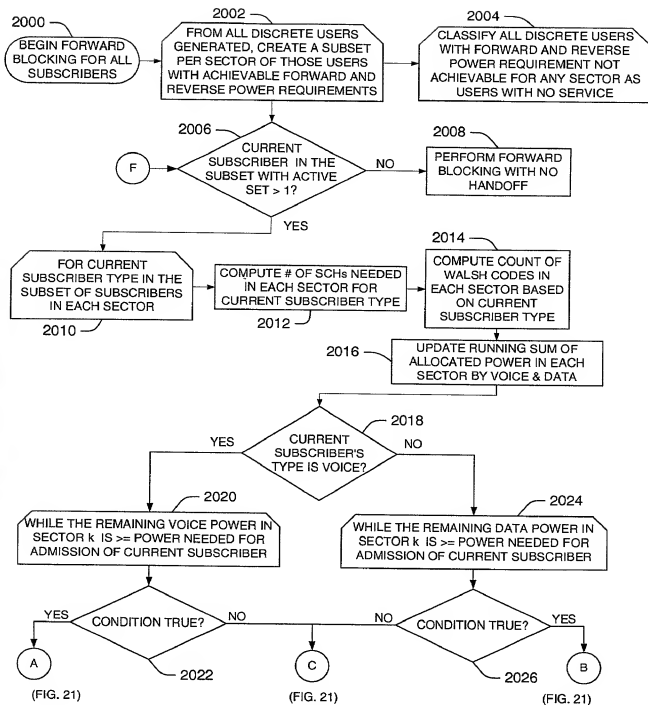 2000
BEGIN FORWARD
BLOCKING FOR ALL
SUBSCRIBERS
2002
FROM ALL DISCRETE USERS
GENERATED, CREATE A SUBSET
PER SECTOR OF THOSE USERS
WITH ACHIEVABLE FORWARD AND
REVERSE POWER REQUIREMENTS
2004
CLASSIFY ALL DISCRETE USERS
WITH FORWARD AND REVERSE
POWER REQUIREMENT NOT
ACHIEVABLE FOR ANY SECTOR AS
USERS WITH NO SERVICE
2006
F
CURRENT
SUBSCRIBER IN THE
SUBSET WITH ACTIVE
SET > 1?
NO
2008
PERFORM FORWARD
BLOCKING WITH NO
HANDOFF
YES
FOR CURRENT
SUBSCRIBER TYPE IN THE
SUBSET OF SUBSCRIBERS
IN EACH SECTOR
2010
COMPUTE # OF SCHs NEEDED
IN EACH SECTOR FOR
CURRENT SUBSCRIBER TYPE
2012
2014
COMPUTE COUNT OF
WALSH CODES IN
EACH SECTOR BASED
ON CURRENT
SUBSCRIBER TYPE
2016
UPDATE RUNNING SUM OF
ALLOCATED POWER IN EACH
SECTOR BY VOICE & DATA
2018
YES
CURRENT
SUBSCRIBER'S
TYPE IS VOICE?
NO
2020
WHILE THE REMAINING VOICE POWER IN
SECTOR k IS >= POWER NEEDED FOR
ADMISSION OF CURRENT SUBSCRIBER
2024
WHILE THE REMAINING DATA POWER IN
SECTOR k IS >= POWER NEEDED FOR
ADMISSION OF CURRENT SUBSCRIBER
YES
CONDITION TRUE?
NO
2022
NO
CONDITION TRUE?
YES
2026
A
(FIG. 21)
C
(FIG. 21)
B
(FIG. 21)